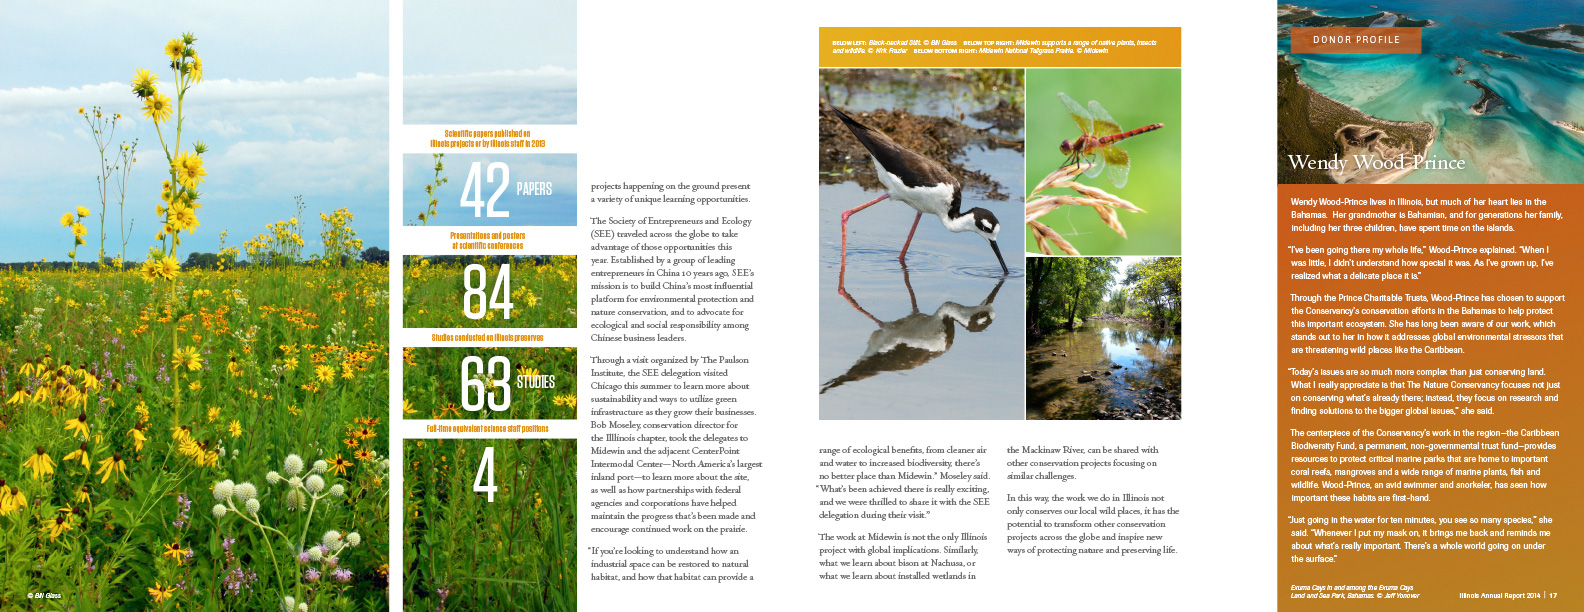 © Bill Glass
Scientific papers published on
Illinois projects or by Illinois staff in 2013
42 PAPERS
Presentations and posters
at scientific conferences
84
Studies conducted on Illinois preserves
63 STUDIES
Full-time equivalent science staff positions
4
projects happening on the ground present
a variety of unique learning opportunities.
The Society of Entrepreneurs and Ecology
(SEE) traveled across the globe to take
advantage of those opportunities this
year. Established by a group of leading
entrepreneurs in China 10 years ago, SEE's
mission is to build China's most influential
platform for environmental protection and
nature conservation, and to advocate for
ecological and social responsibility among
Chinese business leaders.
Through a visit organized by The Paulson
Institute, the SEE delegation visited
Chicago this summer to learn more about
sustainability and ways to utilize green
infrastructure as they grow their businesses.
Bob Moseley, conservation director for
the Illlinois chapter, took the delegates to
Midewin and the adjacent CenterPoint
Intermodal Center—North America's largest
inland port—to learn more about the site,
as well as how partnerships with federal
agencies and corporations have helped
maintain the progress that's been made and
encourage continued work on the prairie.
"If you're looking to understand how an
industrial space can be restored to natural
habitat, and how that habitat can provide a
BELOW LEFT: Black-necked Stilt. © Bill Glass BELOW TOP RIGHT: Midewin supports a range of native plants, insects
and wildlife. © Kirk Frazier BELOW BOTTOM RIGHT: Midewin National Tallgrass Prairie. © Midewin
range of ecological benefits, from cleaner air
and water to increased biodiversity, there's
no better place than Midewin." Moseley said.
"What's been achieved there is really exciting,
and we were thrilled to share it with the SEE
delegation during their visit."
The work at Midewin is not the only Illinois
project with global implications. Similarly,
what we learn about bison at Nachusa, or
what we learn about installed wetlands in
the Mackinaw River, can be shared with
other conservation projects focusing on
similar challenges.
In this way, the work we do in Illinois not
only conserves our local wild places, it has the
potential to transform other conservation
projects across the globe and inspire new
ways of protecting nature and preserving life.
DONOR PROFILE
Wendy Wood-Prince
Wendy Wood-Prince lives in Illinois, but much of her heart lies in the
Bahamas. Her grandmother is Bahamian, and for generations her family,
including her three children, have spent time on the islands.
"I've been going there my whole life," Wood-Prince explained. "When I
was little, I didn't understand how special it was. As I've grown up, I've
realized what a delicate place it is."
Through the Prince Charitable Trusts, Wood-Prince has chosen to support
the Conservancy's conservation efforts in the Bahamas to help protect
this important ecosystem. She has long been aware of our work, which
stands out to her in how it addresses global environmental stressors that
are threatening wild places like the Caribbean.
"Today's issues are so much more complex than just conserving land.
What I really appreciate is that The Nature Conservancy focuses not just
on conserving what's already there; instead, they focus on research and
finding solutions to the bigger global issues," she said.
The centerpiece of the Conservancy's work in the region—the Caribbean
Biodiversity Fund, a permanent, non-governmental trust fund—provides
resources to protect critical marine parks that are home to important
coral reefs, mangroves and a wide range of marine plants, fish and
wildlife. Wood-Prince, an avid swimmer and snorkeler, has seen how
important these habits are first-hand.
"Just going in the water for ten minutes, you see so many species," she
said. "Whenever I put my mask on, it brings me back and reminds me
about what's really important. There's a whole world going on under
the surface."
Exuma Cays in and among the Exuma Cays
Land and Sea Park, Bahamas. © Jeff Yonover
Illinois Annual Report 2014 | 17